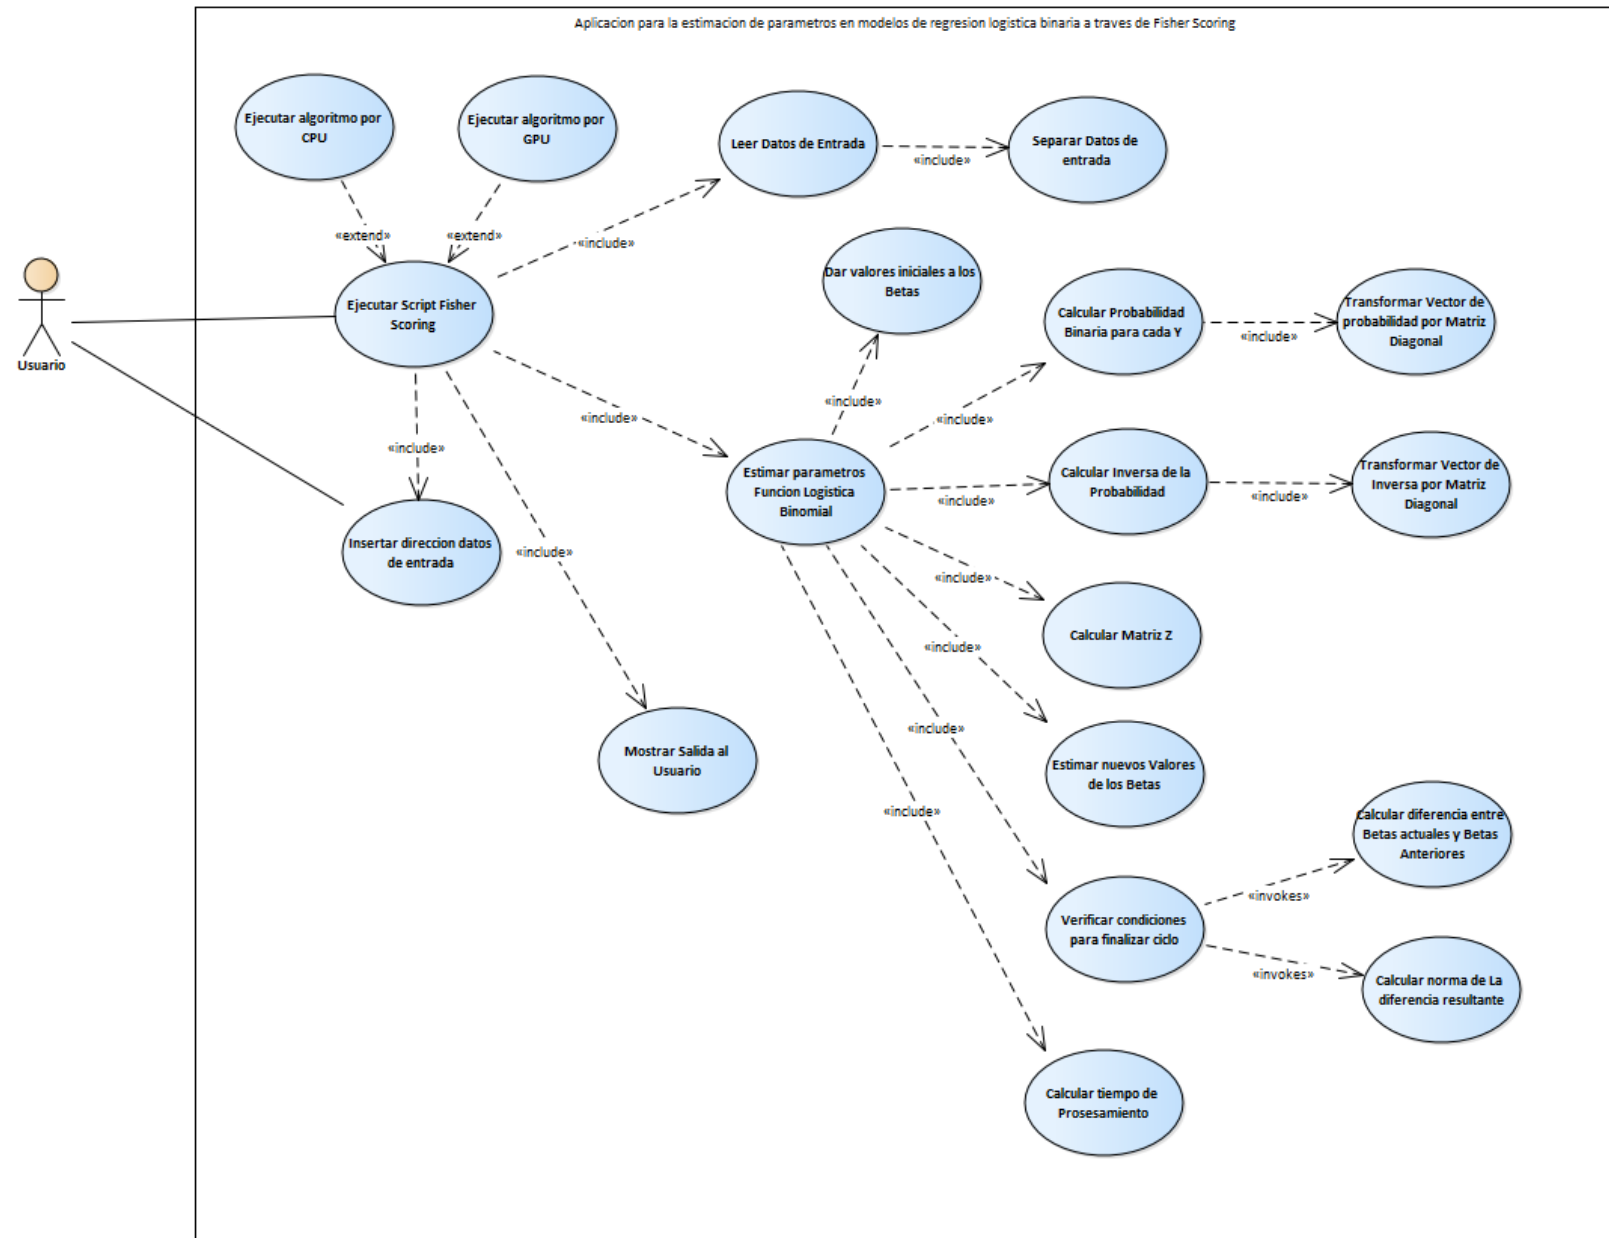 Aplicacion para la estimacion de parametros en modelos de regresion logistica binaria a traves de Fisher Scoring
Ejecutar algoritmo por
CPU
Ejecutar algoritmo por
GPU
Leer Datos de Entrada
«include»
Separar Datos de
entrada
«extend»
«extend»
«include»
Usuario
Ejecutar Script Fisher
Scoring
Dar valores iniciales a los
Betas
Calcular Probabilidad
Binaria para cada Y
«include»
Transformar Vector de
probabilidad por Matriz
Diagonal
«include»
«include»
«include»
«include»
Estimar parametros
Funcion Logistica
Binomial
«include»
Calcular Inversa de la
Probabilidad
«include»
Transformar Vector de
Inversa por Matriz
Diagonal
Insertar direccion datos
de entrada
«include»
«include»
Calcular Matriz Z
«include»
«include»
Mostrar Salida al
Usuario
Estimar nuevos Valores
de los Betas
«include»
Calcular diferencia entre
Betas actuales y Betas
Anteriores
Verificar condiciones
para finalizar ciclo
«invokes»
«invokes»
Calcular norma de La
diferencia resultante
Calcular tiempo de
Prosesamiento